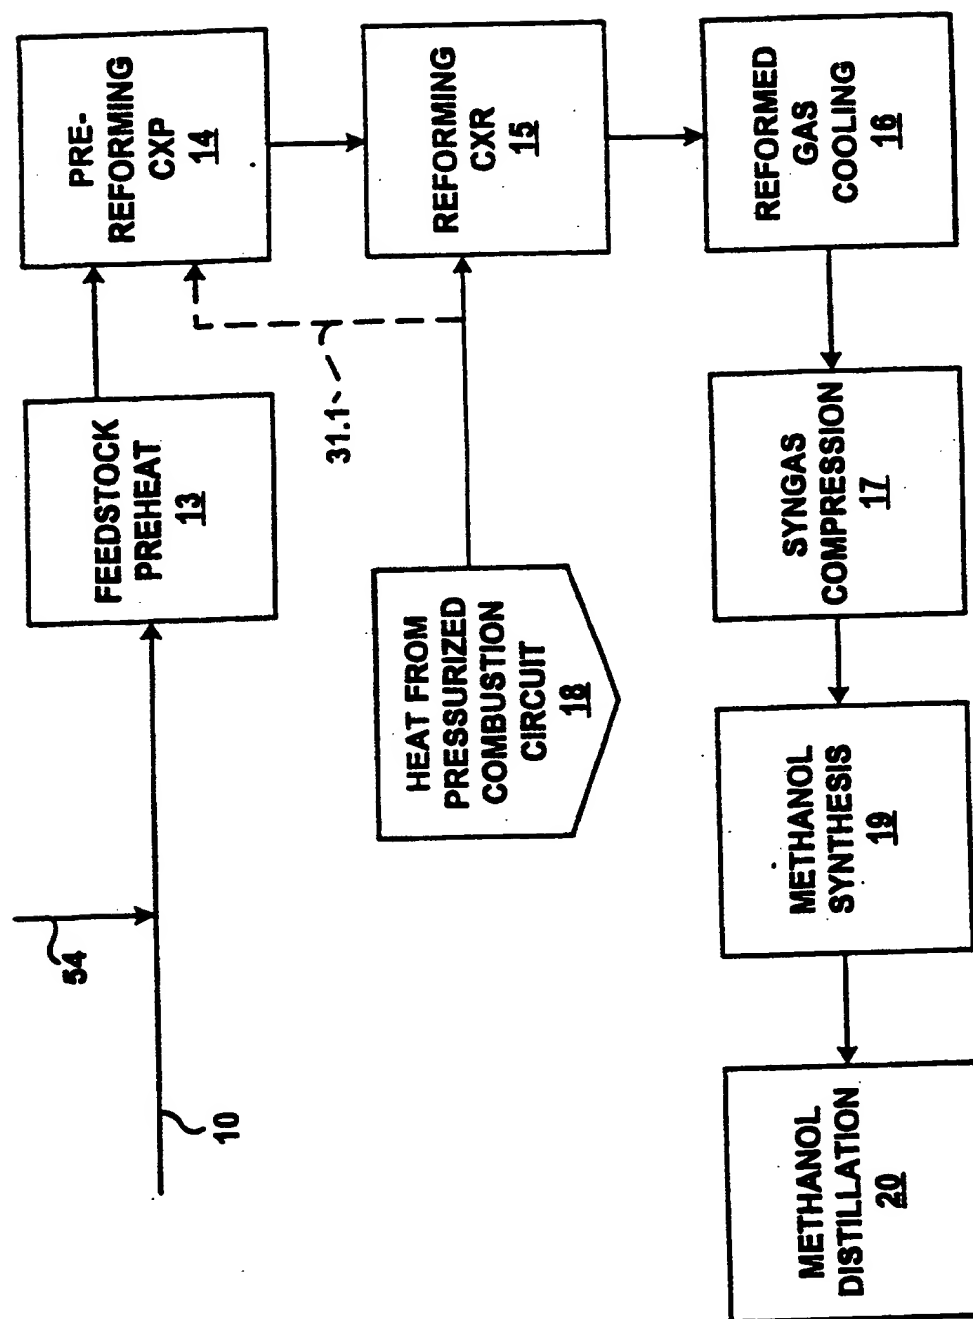 54
10
FEEDSTOCK
PREHEAT
13
PRE-
REFORMING
CXP
14
31.1
HEAT FROM
PRESSURIZED
COMBUSTION
CIRCUIT
18
REFORMING
CXR
15
REFORMED
GAS
COOLING
16
SYNGAS
COMPRESSION
17
METHANOL
SYNTHESIS
19
METHANOL
DISTILLATION
20